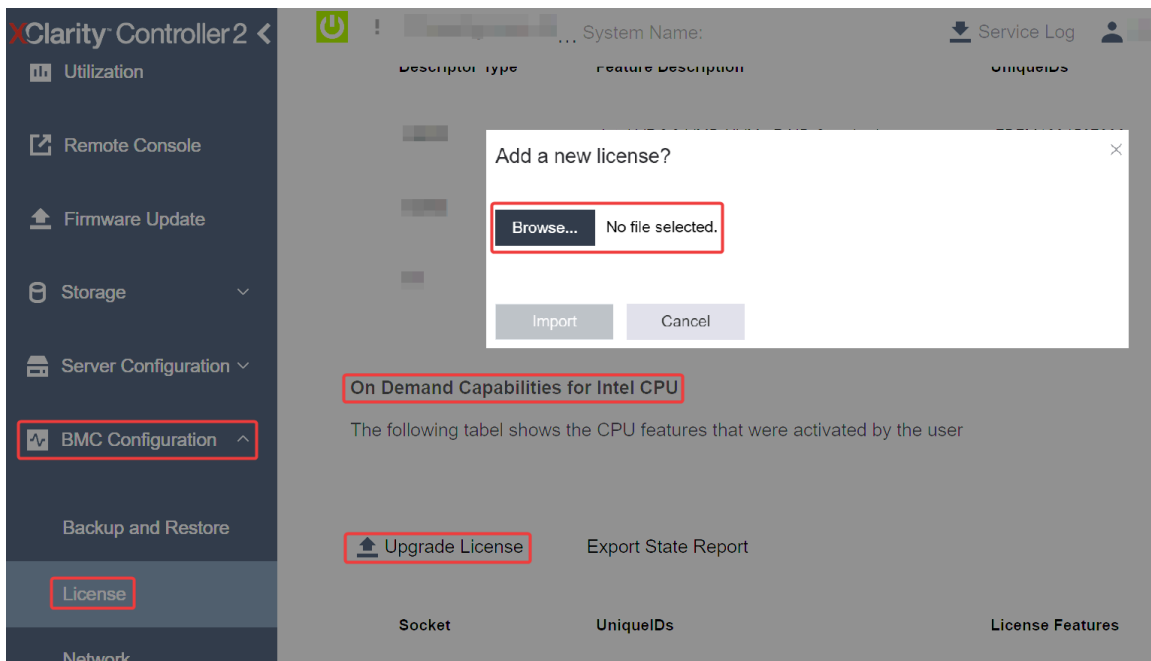 XClarity Controller 2
... System Name:
Service Log
Utilization
Descriptor Type Feature Description UniqueIDs
Remote Console
Add a new license?
Firmware Update
Browse... No file selected.
Storage
Import Cancel
Server Configuration
On Demand Capabilities for Intel CPU
BMC Configuration
The following tabel shows the CPU features that were activated by the user
Backup and Restore
Upgrade License Export State Report
License
Socket UniqueIDs License Features
Network